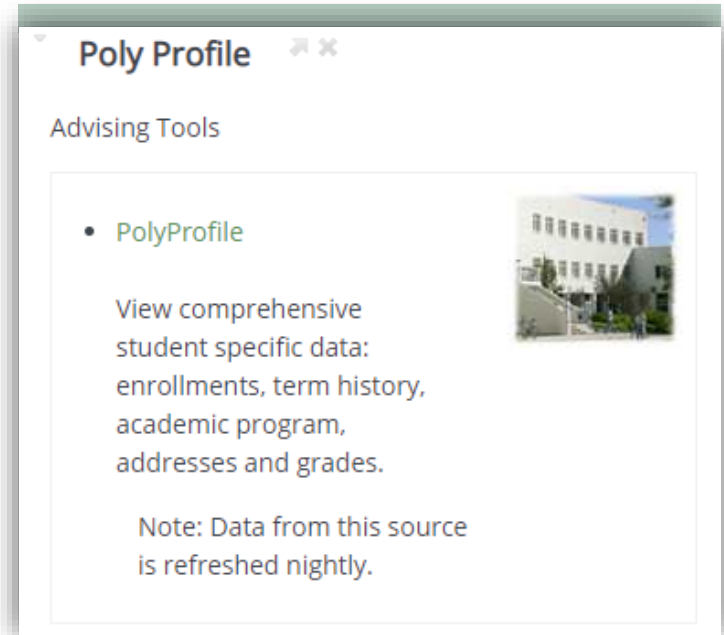 Poly Profile
Advising Tools
PolyProfile
View comprehensive
student specific data:
enrollments, term history,
academic program,
addresses and grades.
Note: Data from this source
is refreshed nightly.